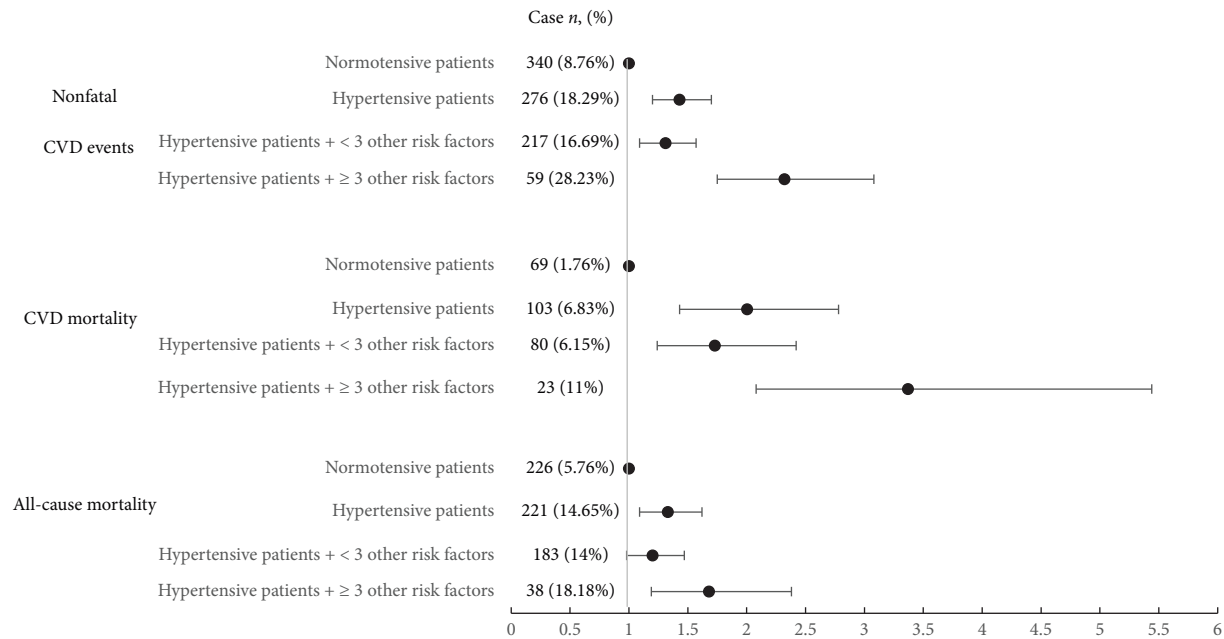 Case n, (%)
Normotensive patients 340 (8.76%)
Nonfatal Hypertensive patients 276 (18.29%)
CVD events Hypertensive patients + < 3 other risk factors 217 (16.69%)
Hypertensive patients + ≥ 3 other risk factors 59 (28.23%)
Normotensive patients 69 (1.76%)
Hypertensive patients 103 (6.83%)
CVD mortality
Hypertensive patients + < 3 other risk factors 80 (6.15%)
Hypertensive patients + ≥ 3 other risk factors 23 (11%)
Normotensive patients 226 (5.76%)
All-cause mortality Hypertensive patients 221 (14.65%)
Hypertensive patients + < 3 other risk factors 183 (14%)
Hypertensive patients + ≥ 3 other risk factors 38 (18.18%)
0 0.5 1 1.5 2 2.5 3 3.5 4 4.5 5 5.5 6